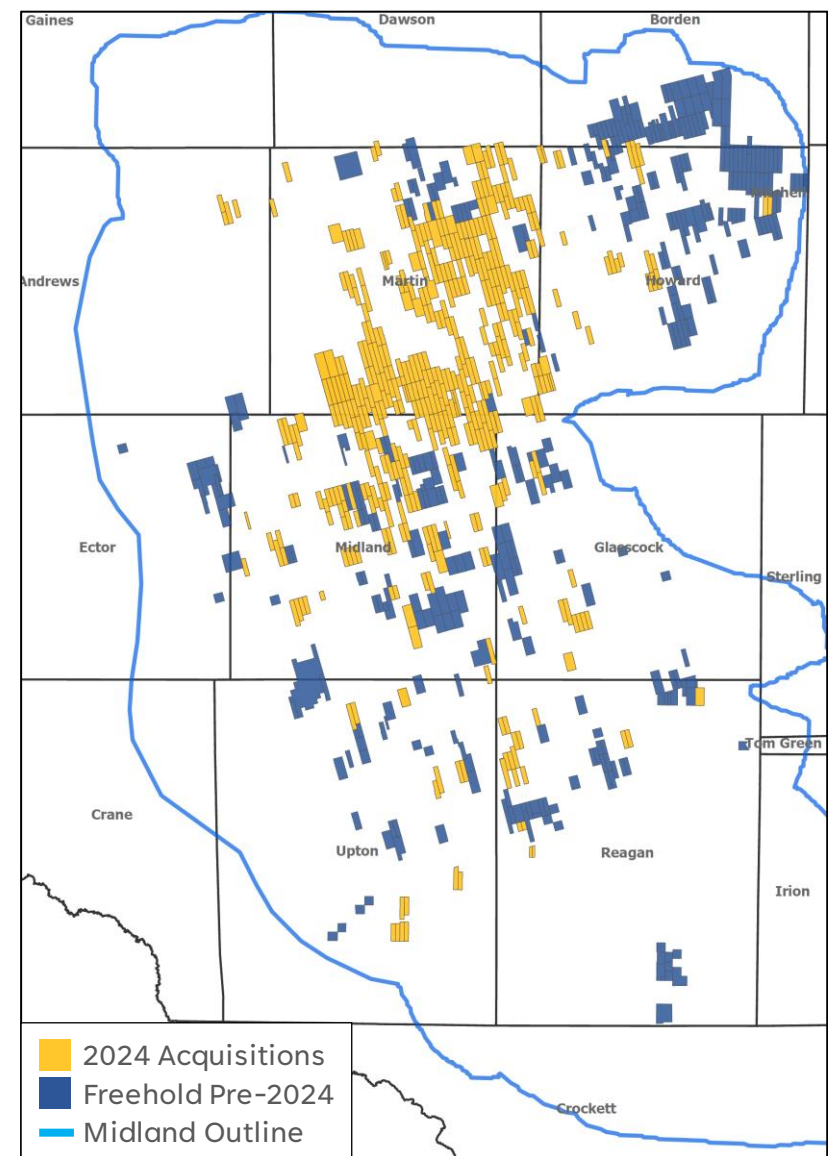 Gaines
Dawson
Borden
Mitchell
Andrews
Martin
Howard
Ector
Midland
Glasscock
Sterling
Tom Green
Crane
Upton
Reagan
Irion
2024 Acquisitions
Freehold Pre-2024
Midland Outline
Crockett